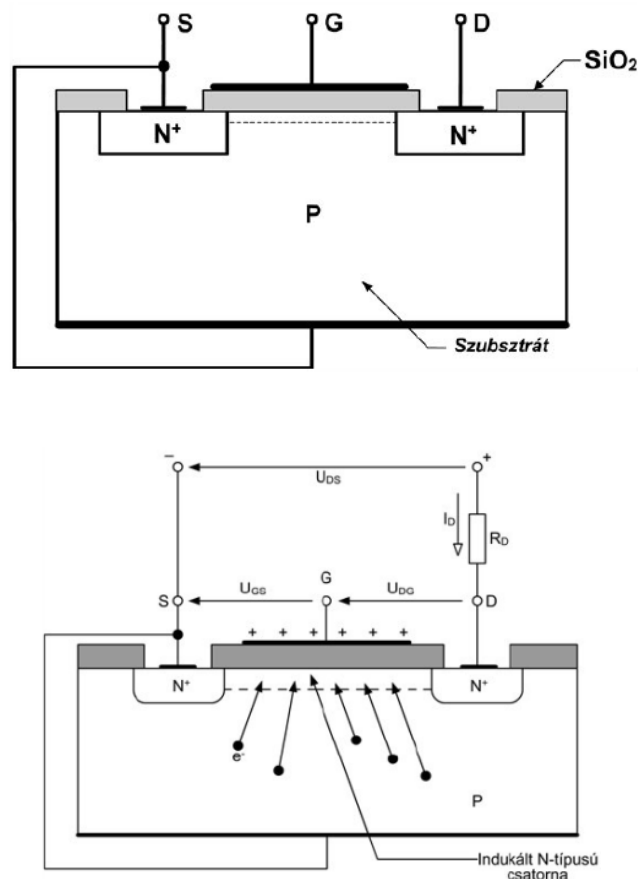 S G D
SiO₂
N⁺ N⁺
P
Szubsztrát
− +
U_DS
I_D
R_D
G
S U_GS U_DG D
+ + + + + +
N⁺ N⁺
e⁻
P
Indukált N-típusú
csatorna